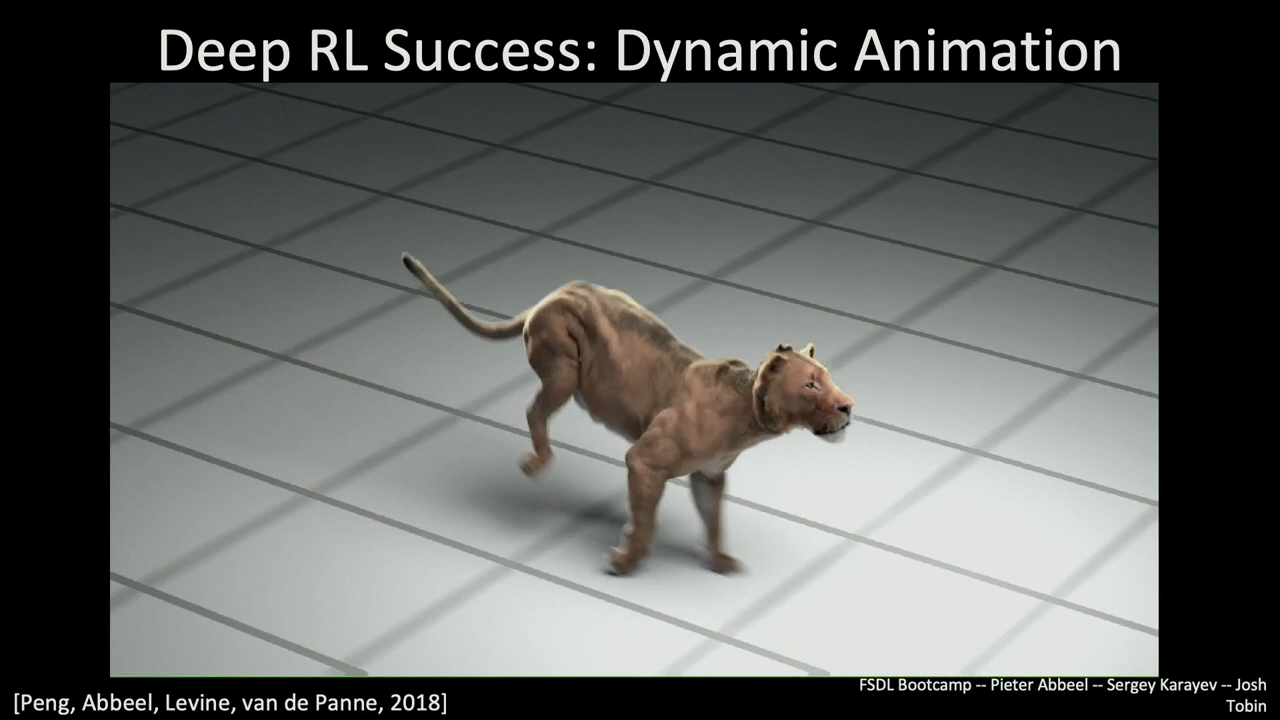 Deep RL Success: Dynamic Animation
[Peng, Abbeel, Levine, van de Panne, 2018]
FSDL Bootcamp -- Pieter Abbeel -- Sergey Karayev -- Josh
Tobin